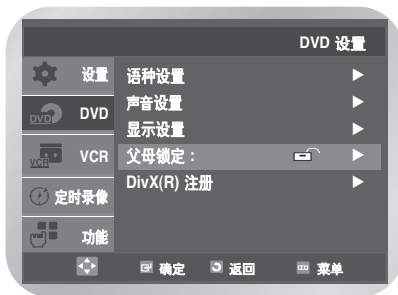 DVD 设置
设置
语种设置 ▶
声音设置 ▶
DVD DVD
显示设置 ▶
VCR VCR
父母锁定： ▶
DivX(R) 注册 ▶
定时录像
功能
确定 返回 菜单